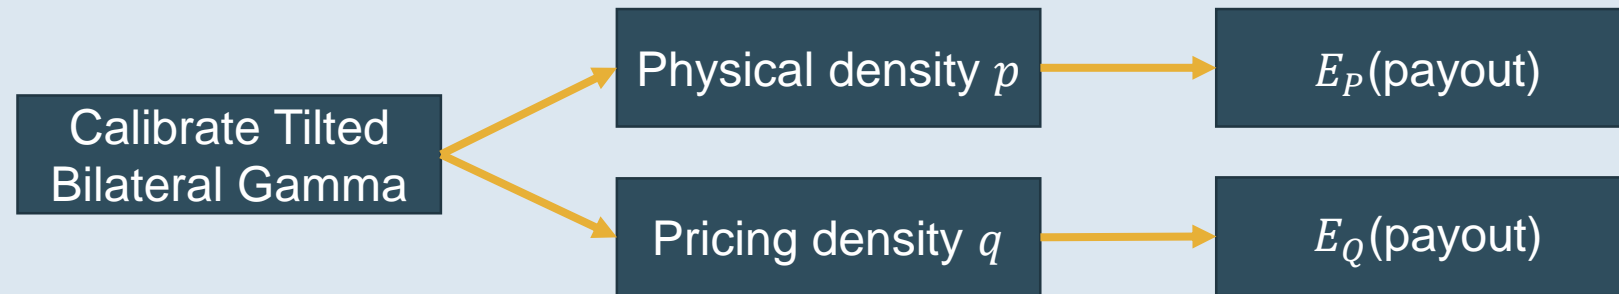 Calibrate Tilted
Bilateral Gamma
Physical density p
E_P(payout)
Pricing density q
E_Q(payout)